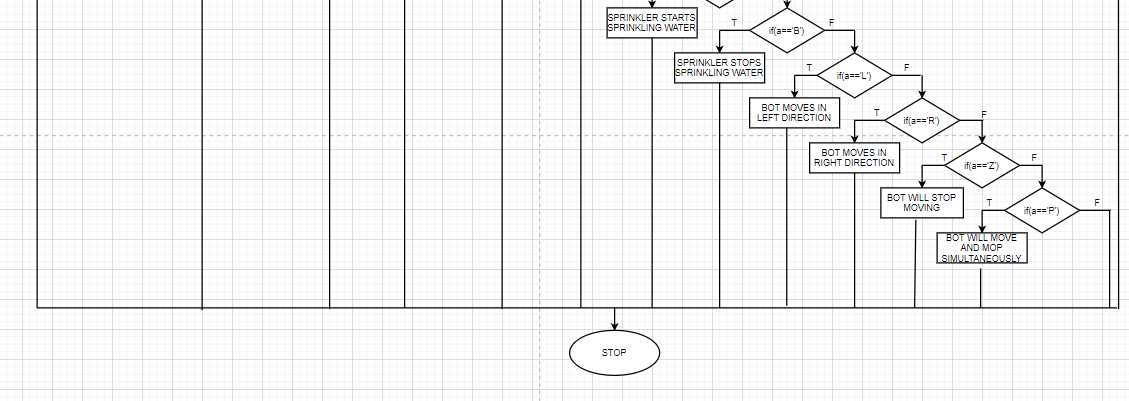 SPRINKLER STARTS
SPRINKLING WATER
T
if(a=='B')
F
SPRINKLER STOPS
SPRINKLING WATER
T
if(a=='L')
F
BOT MOVES IN
LEFT DIRECTION
T
if(a=='R')
F
BOT MOVES IN
RIGHT DIRECTION
T
if(a=='Z')
F
BOT WILL STOP
MOVING
T
if(a=='P')
F
BOT WILL MOVE
AND MOP
SIMULTANEOUSLY
STOP